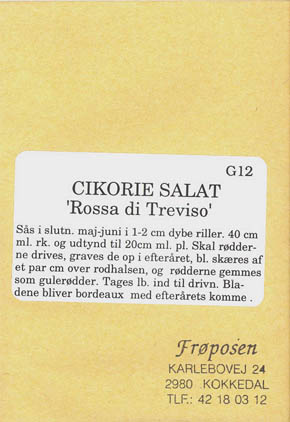 G12
CIKORIE SALAT
'Rossa di Treviso'
Sås i slutn. maj-juni i 1-2 cm dybe riller. 40 cm
ml. rk. og udtynd til 20cm ml. pl. Skal rødder-
ne drives, graves de op i efteråret, bl. skæres af
et par cm over rodhalsen, og rødderne gemmes
som gulerødder. Tages lb. ind til drivn. Bla-
dene bliver bordeaux med efterårets komme .
Frøposen
KARLEBOVEJ 24
2980 KOKKEDAL
TLF.: 42 18 03 12